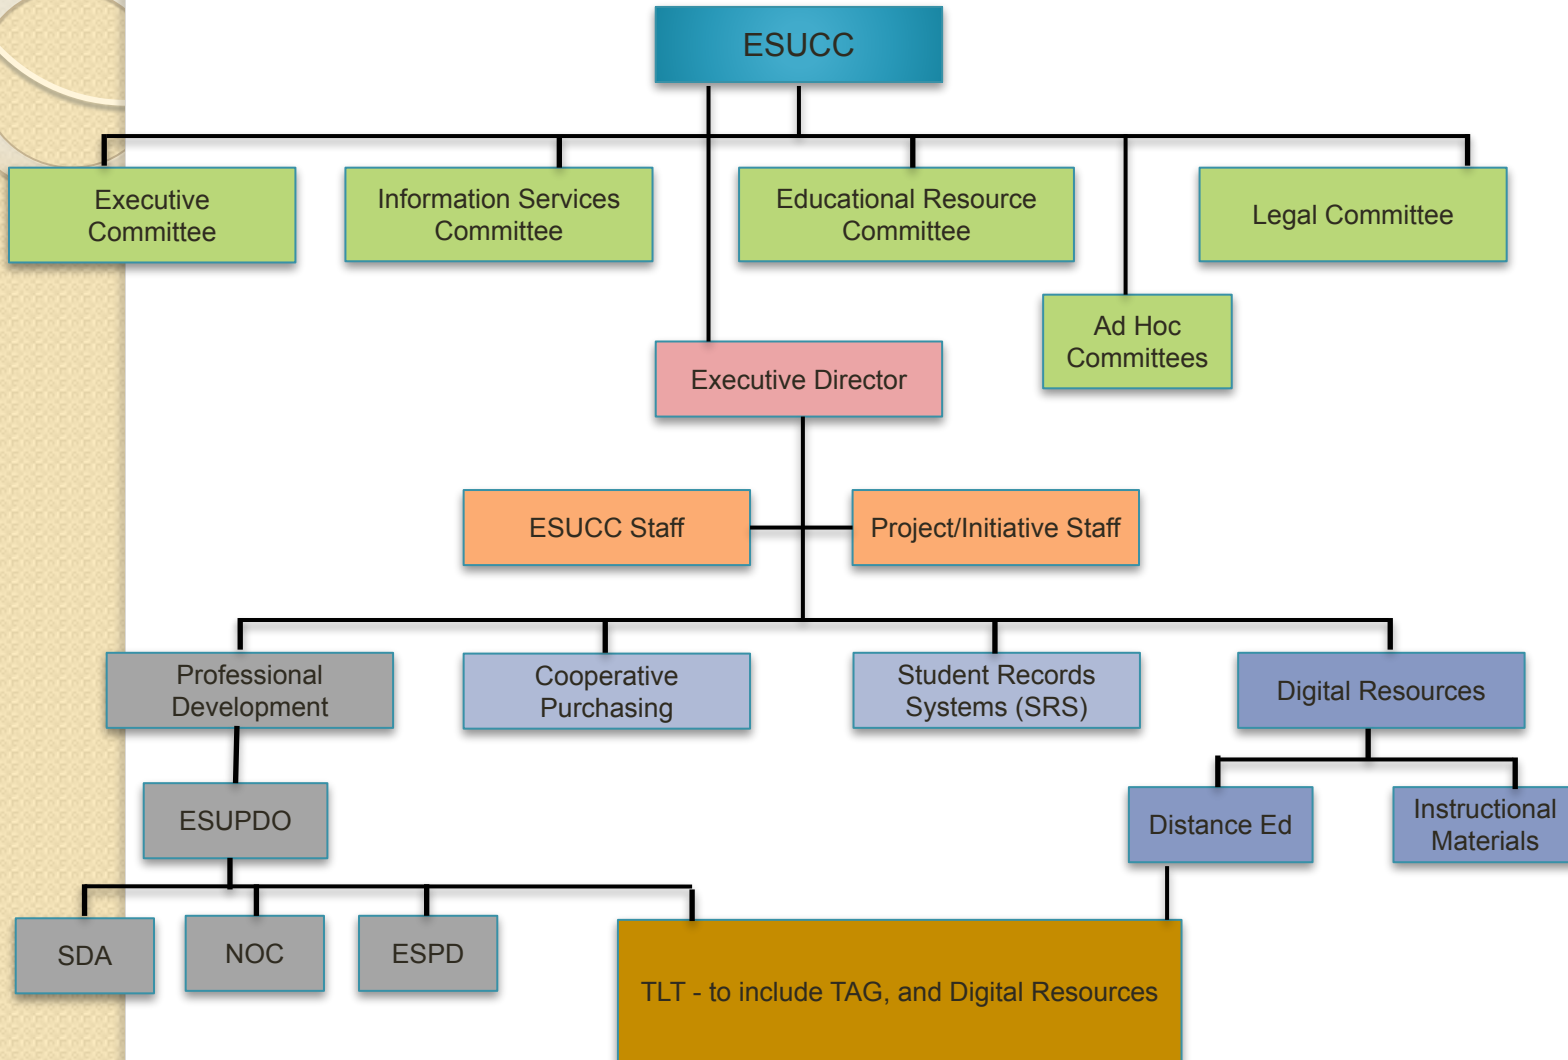 ESUCC
Executive
Committee
Information Services
Committee
Educational Resource
Committee
Legal Committee
Ad Hoc
Committees
Executive Director
ESUCC Staff
Project/Initiative Staff
Professional
Development
Cooperative
Purchasing
Student Records
Systems (SRS)
Digital Resources
ESUPDO
Distance Ed
Instructional
Materials
SDA
NOC
ESPD
TLT - to include TAG, and Digital Resources